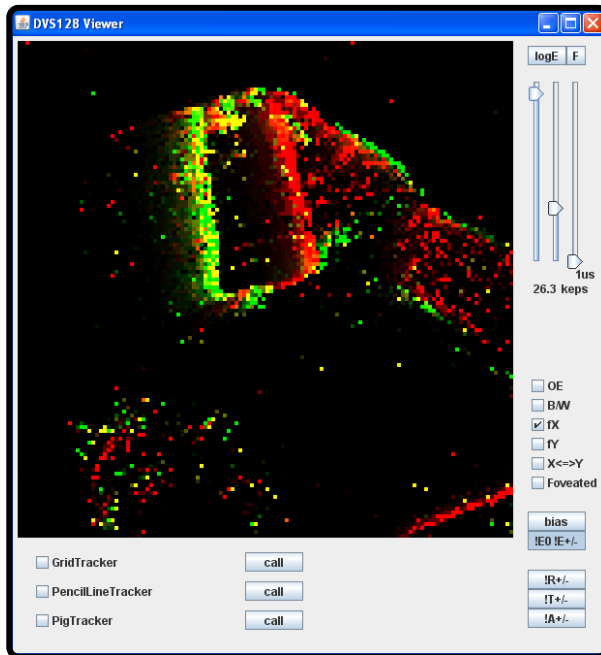 DVS128 Viewer
logE F
1us
26.3 keps
OE
B/W
fX
fY
X<=>Y
Foveated
bias
!E0 !E+/-
GridTracker call
!R+/-
PencilLineTracker call
!T+/-
!A+/-
PigTracker call